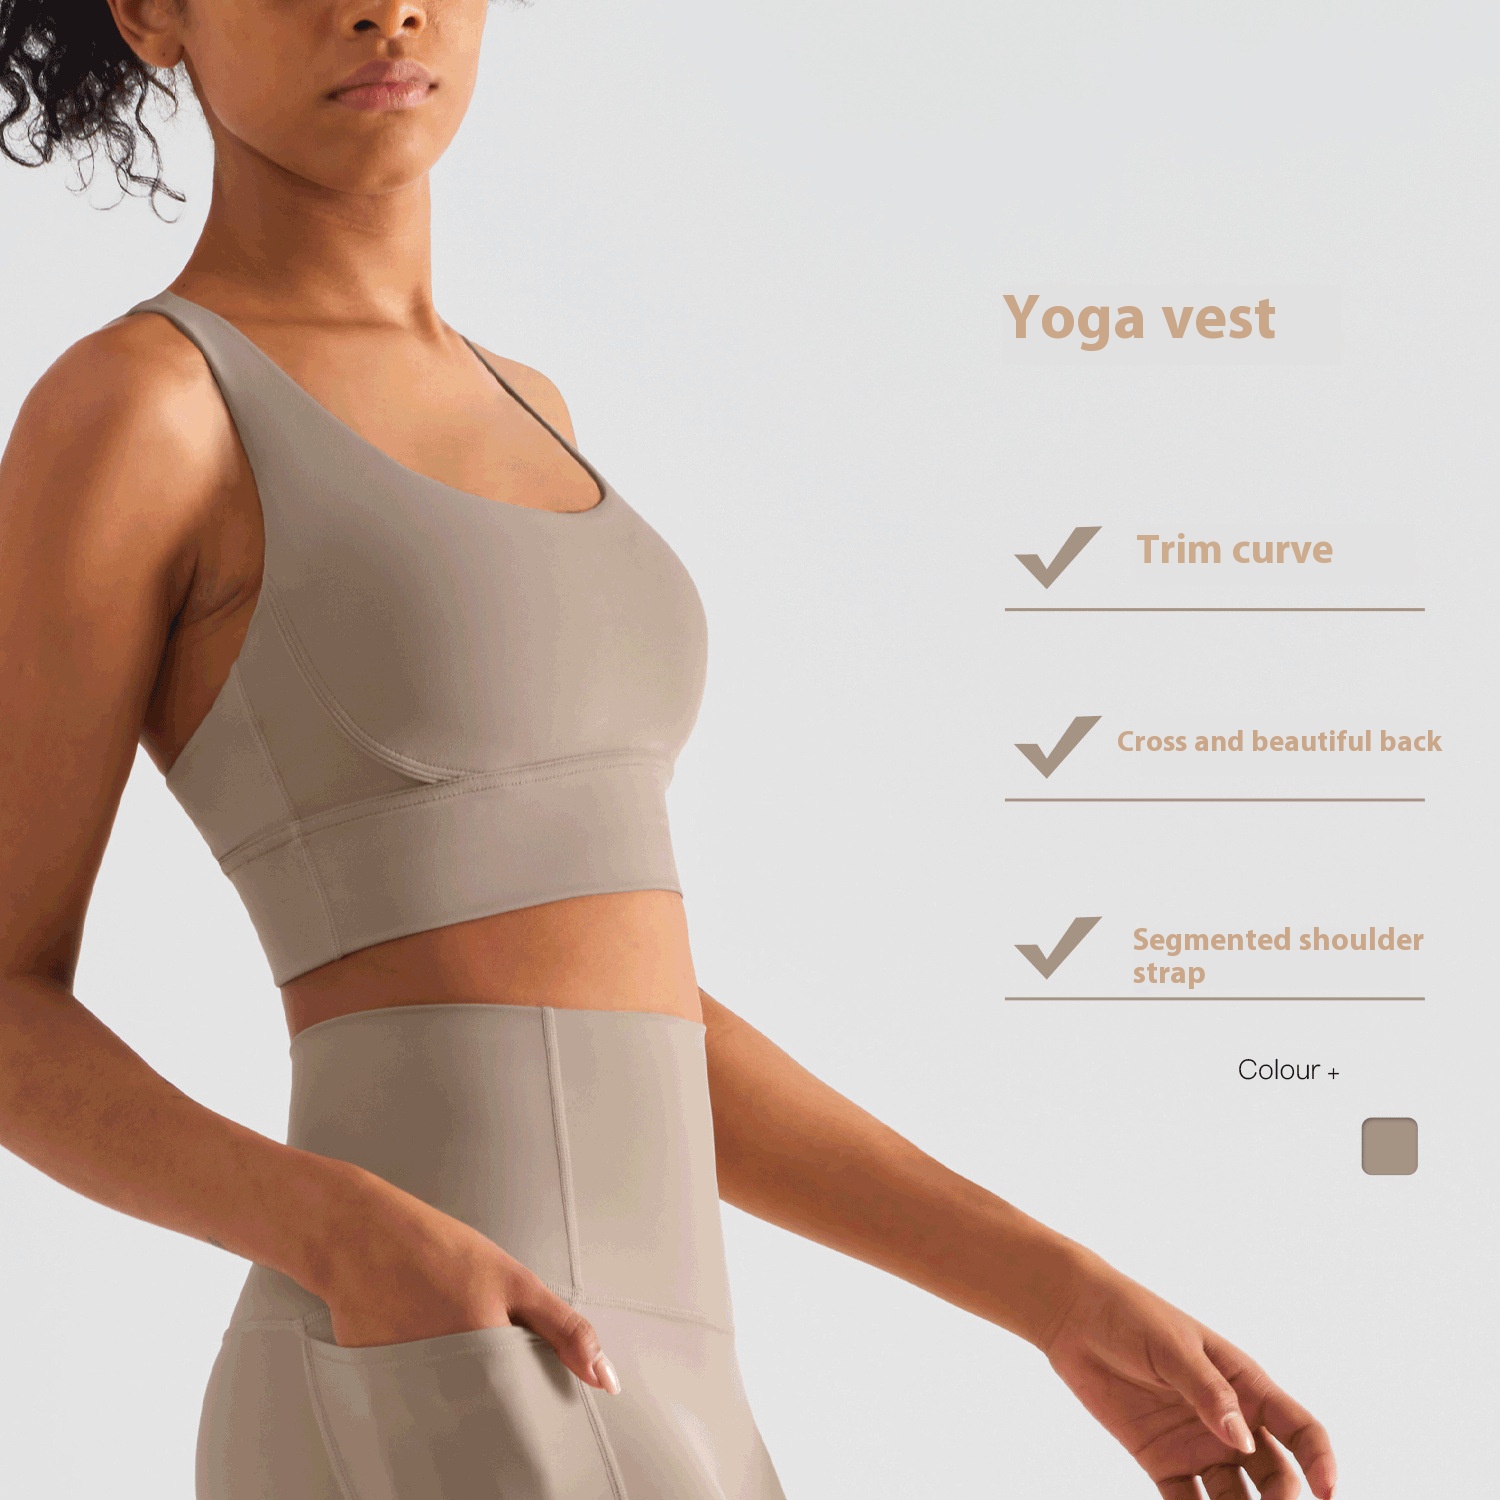 Yoga vest
Trim curve
Cross and beautiful back
Segmented shoulder
strap
Colour +